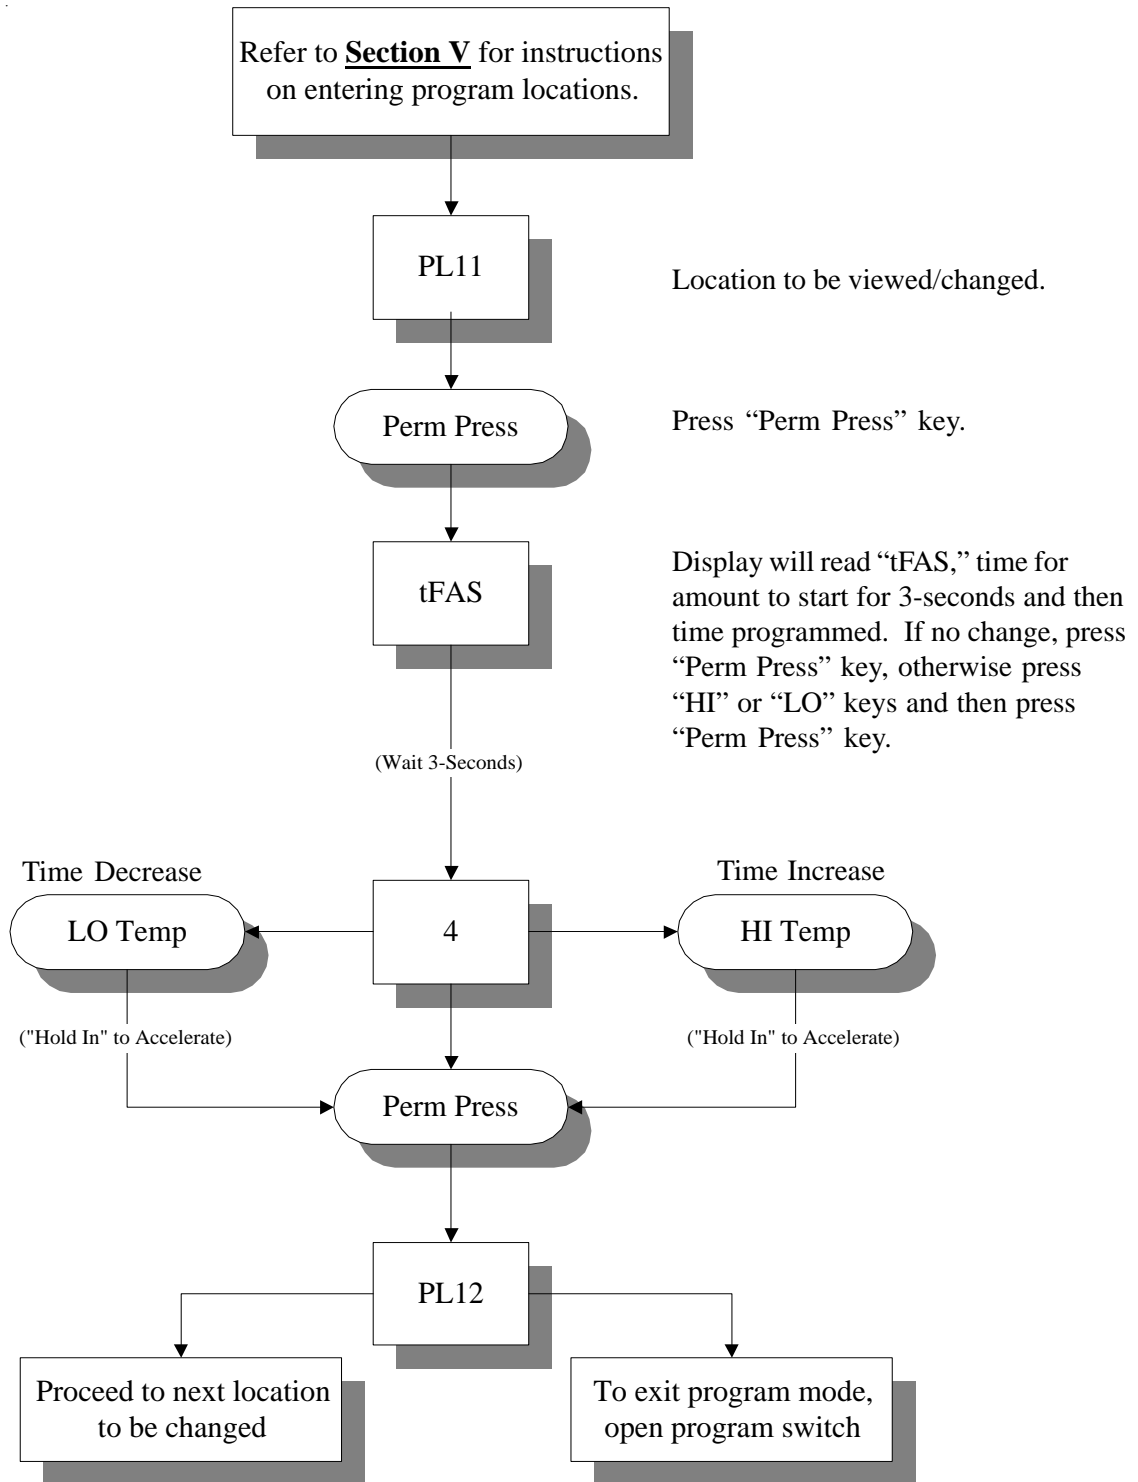 Refer to Section V for instructions
on entering program locations.
PL11
Location to be viewed/changed.
Perm Press
Press “Perm Press” key.
tFAS
Display will read “tFAS,” time for
amount to start for 3-seconds and then
time programmed. If no change, press
“Perm Press” key, otherwise press
“HI” or “LO” keys and then press
“Perm Press” key.
(Wait 3-Seconds)
Time Decrease
LO Temp
4
Time Increase
HI Temp
("Hold In" to Accelerate)
("Hold In" to Accelerate)
Perm Press
PL12
Proceed to next location
to be changed
To exit program mode,
open program switch